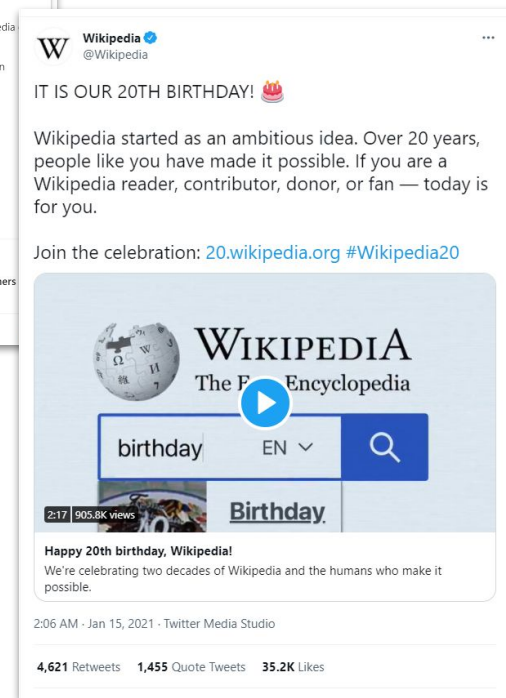 edia
n
ners
Wikipedia
@Wikipedia
IT IS OUR 20TH BIRTHDAY! 🎂
Wikipedia started as an ambitious idea. Over 20 years,
people like you have made it possible. If you are a
Wikipedia reader, contributor, donor, or fan — today is
for you.
Join the celebration: 20.wikipedia.org #Wikipedia20
WIKIPEDIA
The Encyclopedia
birthday EN
Birthday
2:17 905.8K views
Happy 20th birthday, Wikipedia!
We're celebrating two decades of Wikipedia and the humans who make it
possible.
2:06 AM · Jan 15, 2021 · Twitter Media Studio
4,621 Retweets 1,455 Quote Tweets 35.2K Likes